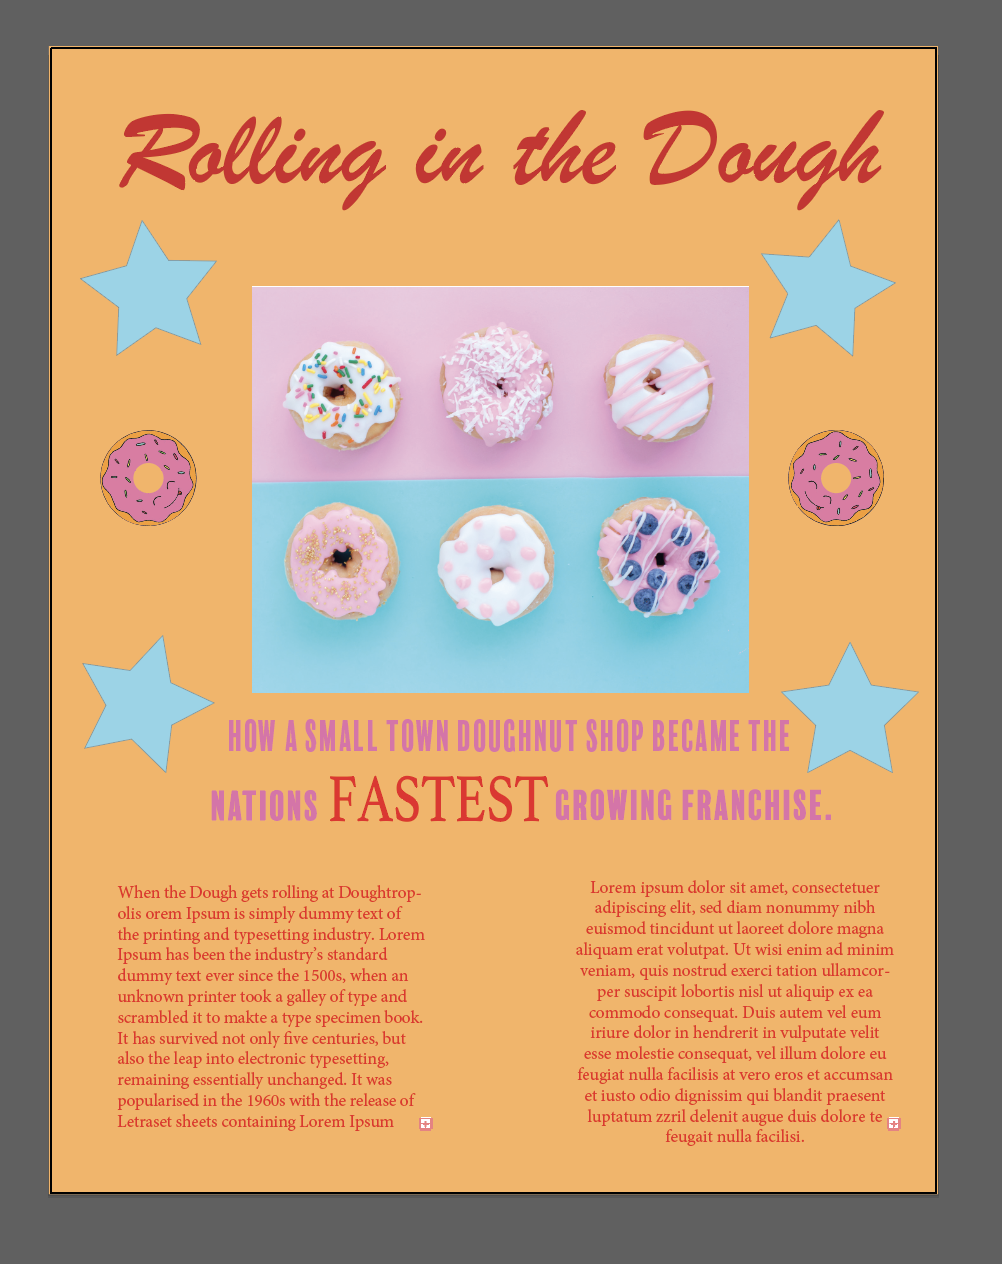 Rolling in the Dough
HOW A SMALL TOWN DOUGHNUT SHOP BECAME THE
NATIONS FASTEST GROWING FRANCHISE.
When the Dough gets rolling at Doughtrop-
olis orem Ipsum is simply dummy text of
the printing and typesetting industry. Lorem
Ipsum has been the industry’s standard
dummy text ever since the 1500s, when an
unknown printer took a galley of type and
scrambled it to makte a type specimen book.
It has survived not only five centuries, but
also the leap into electronic typesetting,
remaining essentially unchanged. It was
popularised in the 1960s with the release of
Letraset sheets containing Lorem Ipsum
Lorem ipsum dolor sit amet, consectetuer
adipiscing elit, sed diam nonummy nibh
euismod tincidunt ut laoreet dolore magna
aliquam erat volutpat. Ut wisi enim ad minim
veniam, quis nostrud exerci tation ullamcor-
per suscipit lobortis nisl ut aliquip ex ea
commodo consequat. Duis autem vel eum
iriure dolor in hendrerit in vulputate velit
esse molestie consequat, vel illum dolore eu
feugiat nulla facilisis at vero eros et accumsan
et iusto odio dignissim qui blandit praesent
luptatum zzril delenit augue duis dolore te
feugait nulla facilisi.